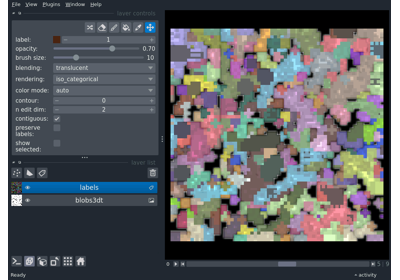 File View Plugins Window Help
layer controls
label: 1
opacity: 0.70
brush size: 10
blending: translucent
rendering: iso_categorical
color mode: auto
contour: 0
n edit dim: 2
contiguous:
preserve
labels:
show
selected:
layer list
labels
blobs3dt
Ready
activity